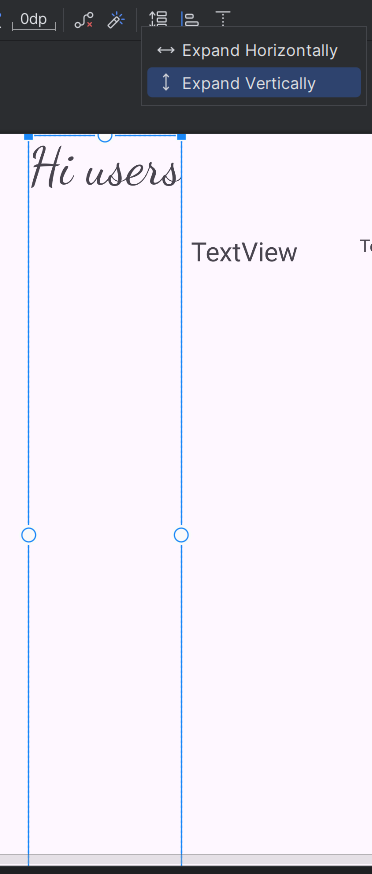 0dp
Expand Horizontally
Expand Vertically
Hi users
TextView